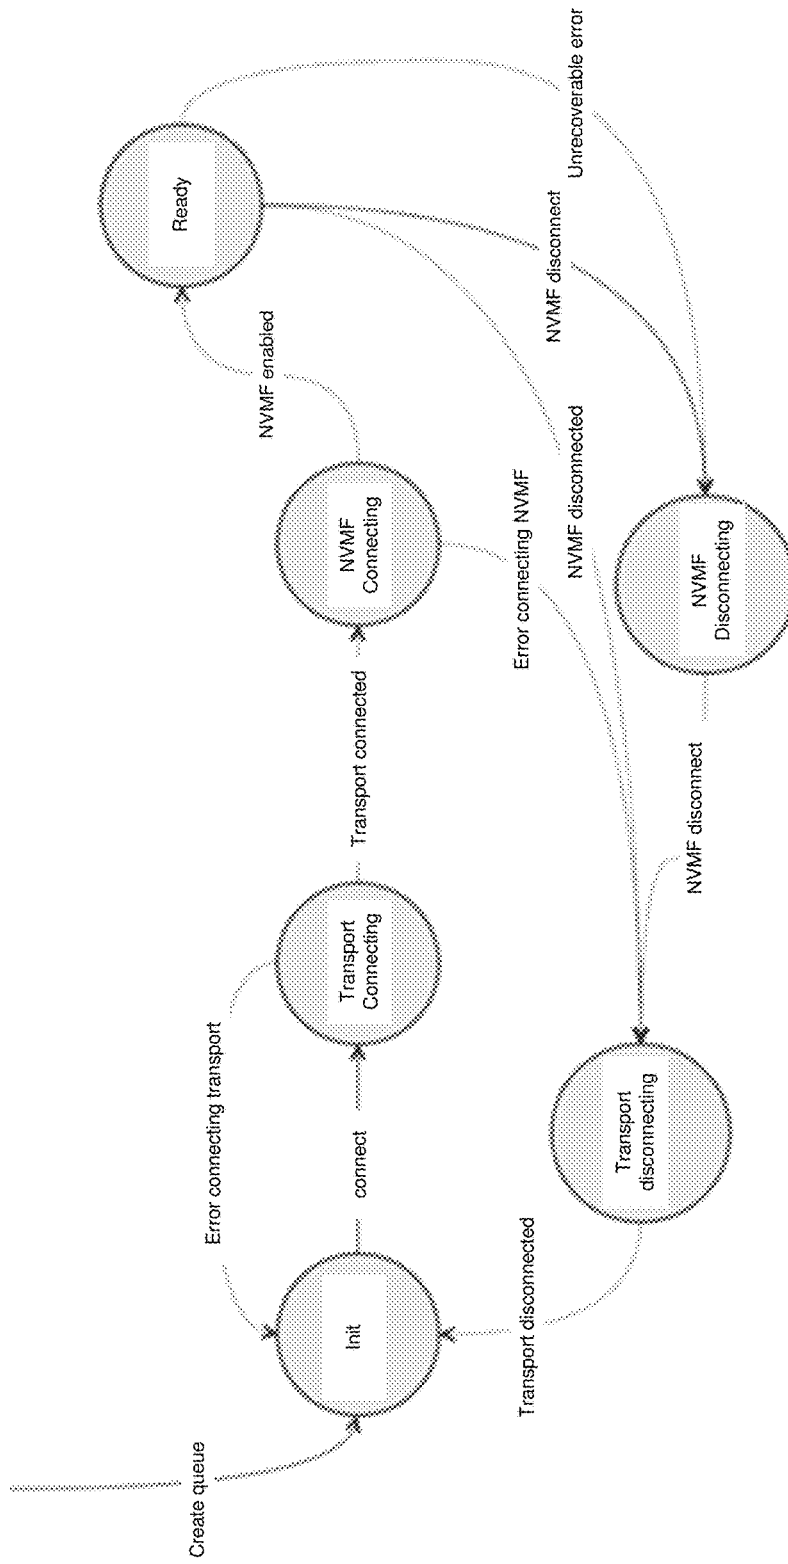 Create queue
Init
Error connecting transport
connect
Transport disconnected
Transport
Connecting
Transport
disconnecting
Transport connected
NVMF
Connecting
NVMF enabled
Error connecting NVMF
NVMF disconnected
NVMF disconnect
NVMF
Disconnecting
Ready
NVMF disconnect
Unrecoverable error